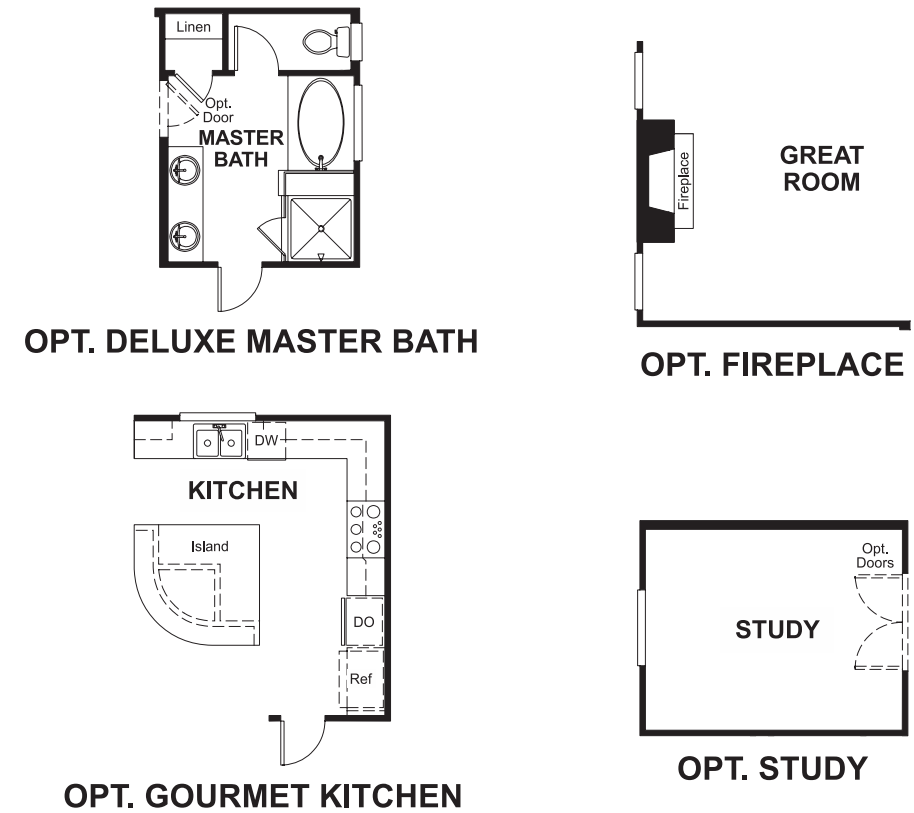 Linen
Opt.
Door
MASTER
BATH
OPT. DELUXE MASTER BATH
Fireplace
GREAT
ROOM
OPT. FIREPLACE
DW
KITCHEN
Island
DO
Ref
OPT. GOURMET KITCHEN
Opt.
Doors
STUDY
OPT. STUDY